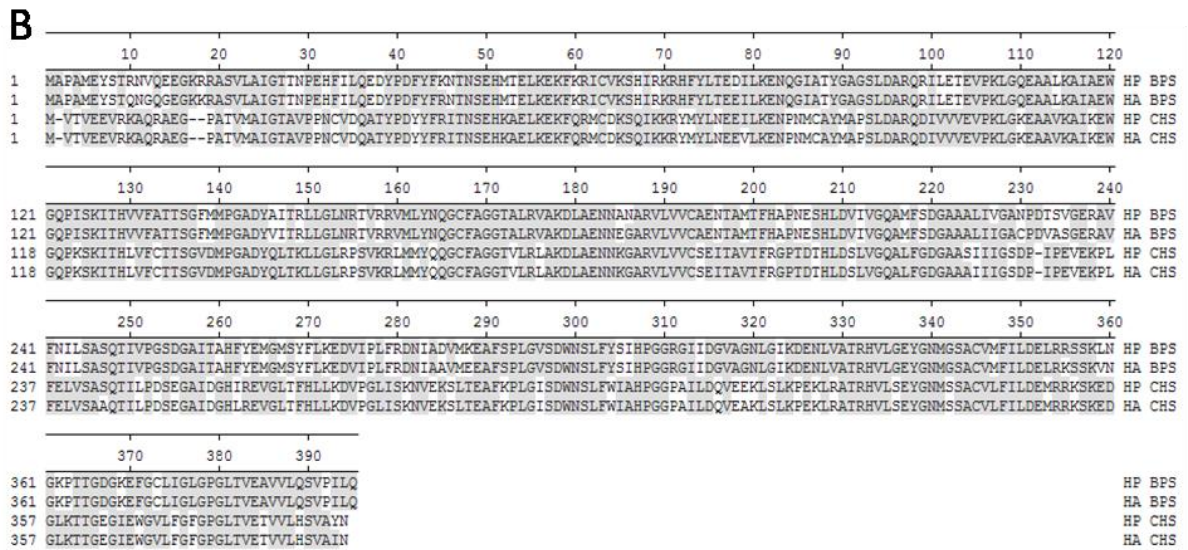 B
10 20 30 40 50 60 70 80 90 100 110 120
1 MAPAMEYSTRNVQEEGKRRASVLAIGTTNPEHFILQEDYPDFYFKNTNSEHMTELKEKFKRICVKSHIRKRHFYLTEDILKENQGIATYGAGSLDARQRILETEVPKLGQEAALKAIAEW HP BPS
1 MAPAMEYSTQNGQGEGKKRASVLAIGTTNPEHFILQEDYPDFYFRNTNSEHMTELKEKFKRICVKSHIRKRHFYLTEEILKENQGIATYGAGSLDARQRILETEVPKLGQEAALKAIAEW HA BPS
1 M-VTVEEVRKAQRAEG--PATVMAIGTAVPPNCVDQATYPDYYFRITNSEHKAELKEKFQRMCDKSQIKKRYMYLNEEILKENPNMCAYMAPSLDARQDIVVVEVPKLGKEAAVKAIKEW HP CHS
1 M-VTVEEVRKAQRAEG--PATVMAIGTAVPPNCVDQATYPDYYFRITNSEHKAELKEKFQRMCDKSQIKKRYMYLNEEVLKENPNMCAYMAPSLDARQDIVVVEVPKLGKEAAVKAIKEW HA CHS
130 140 150 160 170 180 190 200 210 220 230 240
121 GQPISKITHVVFATTSGFMMPGADYAITRLLGLNRTVRRVMLYNQGCFAGGTALRVAKDLAENNANARVLVVCAENTAMTFHAPNESHLDVIVGQAMFSDGAAALIVGANPDTSVGERAV HP BPS
121 GQPISKITHVVFATTSGFMMPGADYVITRLLGLNRTVRRVMLYNQGCFAGGTALRVAKDLAENNEGARVLVVCAENTAMTFHAPNESHLDVIVGQAMFSDGAAALIIGACPDVASGERAV HA BPS
118 GQPKSKITHLVFCTTSGVDMPGADYQLTKLLGLRPSVKRLMMYQQGCFAGGTVLRLAKDLAENNKGARVLVVCSEITAVTFRGPTDTHLDSLVGQALFGDGAASIIIGSDP-IPEVEKPL HP CHS
118 GQPKSKITHLVFCTTSGVDMPGADYQLTKLLGLRPSVKRLMMYQQGCFAGGTVLRLAKDLAENNKGARVLVVCSEITAVTFRGPTDTHLDSLVGQALFGDGAAAIIIGSDP-IPEVEKPL HA CHS
250 260 270 280 290 300 310 320 330 340 350 360
241 FNILSASQTIVPGSDGAITAHFYEMGMSYFLKEDVIPLFRDNIADVMKEAFSPLGVSDWNSLFYSIHPGGRGIIDGVAGNLGIKDENLVATRHVLGEYGNMGSACVMFILDELRRSSKLN HP BPS
241 FNILSASQTIVPGSDGAITAHFYEMGMSYFLKEDVIPLFRDNIAAVMEEAFSPLGVSDWNSLFYSIHPGGRGIIDGVAGNLGIKDENLVATRHVLGEYGNMGSACVMFILDELRKSSKVN HA BPS
237 FELVSASQTILPDSEGAIDGHIREVGLTFHLLKDVPGLISKNVEKSLTEAFKPLGISDWNSLFWIAHPGGPAILDQVEEKLSLKPEKLRATRHVLSEYGNMSSACVLFILDEMRRKSKED HP CHS
237 FELVSAAQTILPDSEGAIDGHLREVGLTFHLLKDVPGLISKNVEKSLTEAFKPLGISDWNSLFWIAHPGGPAILDQVEAKLSLKPEKLRATRHVLSEYGNMSSACVLFILDEMRRKSKED HA CHS
370 380 390
361 GKPTTGDGKEFGCLIGLGPGLTVEAVVLQSVPILQ HP BPS
361 GKPTTGDGKEFGCLIGLGPGLTVEAVVLQSVPILQ HA BPS
357 GLKTTGEGIEWGVLFGFGPGLTVETVVLHSVAYN HP CHS
357 GLKTTGEGIEWGVLFGFGPGLTVETVVLHSVAIN HA CHS